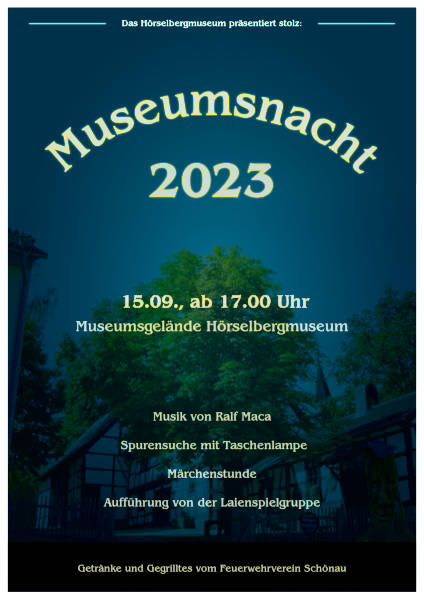 Das Hörselbergmuseum präsentiert stolz:
Museumsnacht
2023
15.09., ab 17.00 Uhr
Museumsgelände Hörselbergmuseum
Musik von Ralf Maca
Spurensuche mit Taschenlampe
Märchenstunde
Aufführung von der Laienspielgruppe
Getränke und Gegrilltes vom Feuerwehrverein Schönau